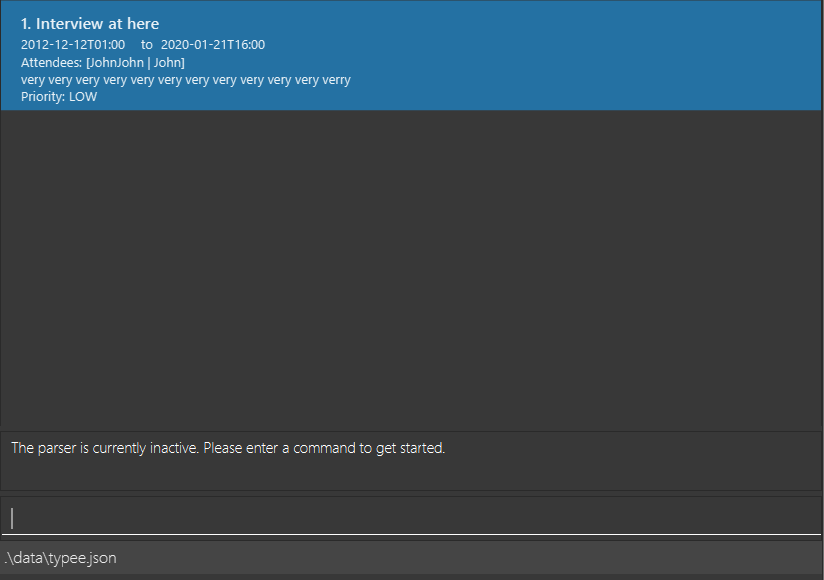 1. Interview at here
2012-12-12T01:00 to 2020-01-21T16:00
Attendees: [JohnJohn | John]
very very very very very very very very very very very verry
Priority: LOW
The parser is currently inactive. Please enter a command to get started.
.\data\typee.json